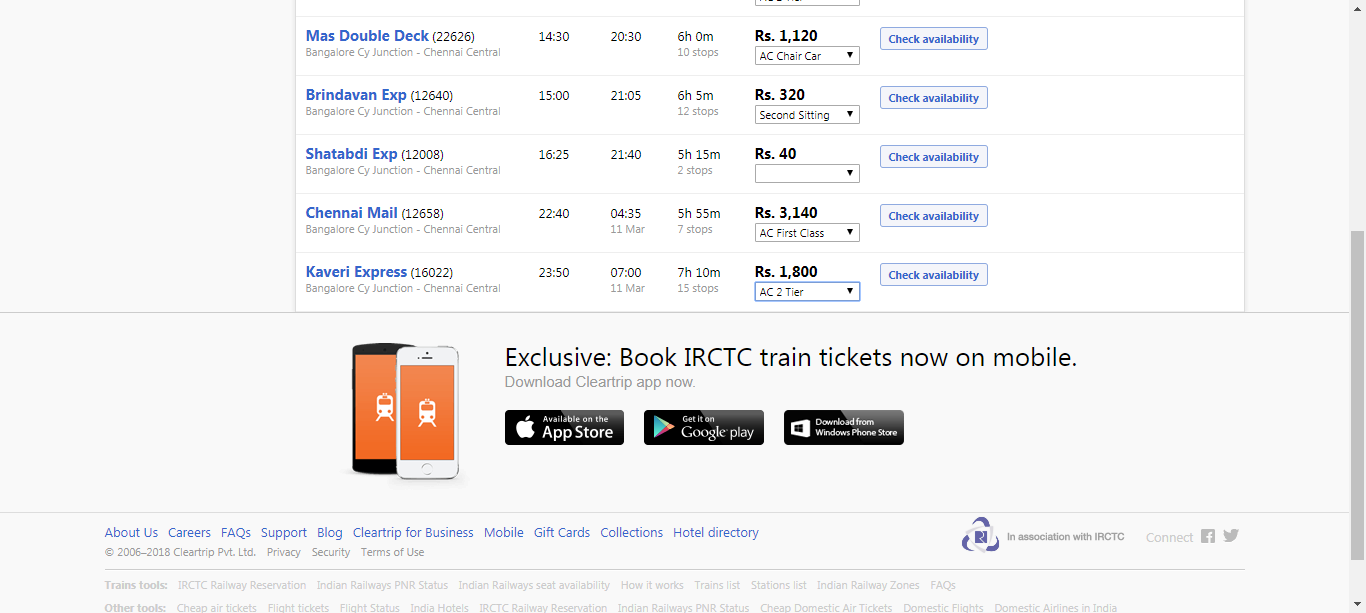 Mas Double Deck (22626) 14:30 20:30 6h 0m Rs. 1,120 Check availability
Bangalore Cy Junction - Chennai Central 10 stops AC Chair Car
Brindavan Exp (12640) 15:00 21:05 6h 5m Rs. 320 Check availability
Bangalore Cy Junction - Chennai Central 12 stops Second Sitting
Shatabdi Exp (12008) 16:25 21:40 5h 15m Rs. 40 Check availability
Bangalore Cy Junction - Chennai Central 2 stops
Chennai Mail (12658) 22:40 04:35 5h 55m Rs. 3,140 Check availability
Bangalore Cy Junction - Chennai Central 11 Mar 7 stops AC First Class
Kaveri Express (16022) 23:50 07:00 7h 10m Rs. 1,800 Check availability
Bangalore Cy Junction - Chennai Central 11 Mar 15 stops AC 2 Tier
Exclusive: Book IRCTC train tickets now on mobile.
Download Cleartrip app now.
Available on the App Store
Get it on Google play
Download from Windows Phone Store
About Us Careers FAQs Support Blog Cleartrip for Business Mobile Gift Cards Collections Hotel directory
© 2006–2018 Cleartrip Pvt. Ltd. Privacy Security Terms of Use
In association with IRCTC Connect
Trains tools: IRCTC Railway Reservation Indian Railways PNR Status Indian Railways seat availability How it works Trains list Stations list Indian Railway Zones FAQs
Other tools: Cheap air tickets Flight tickets Flight Status India Hotels IRCTC Railway Reservation Indian Railways PNR Status Cheap Domestic Air Tickets Domestic Flights Domestic Airlines in India